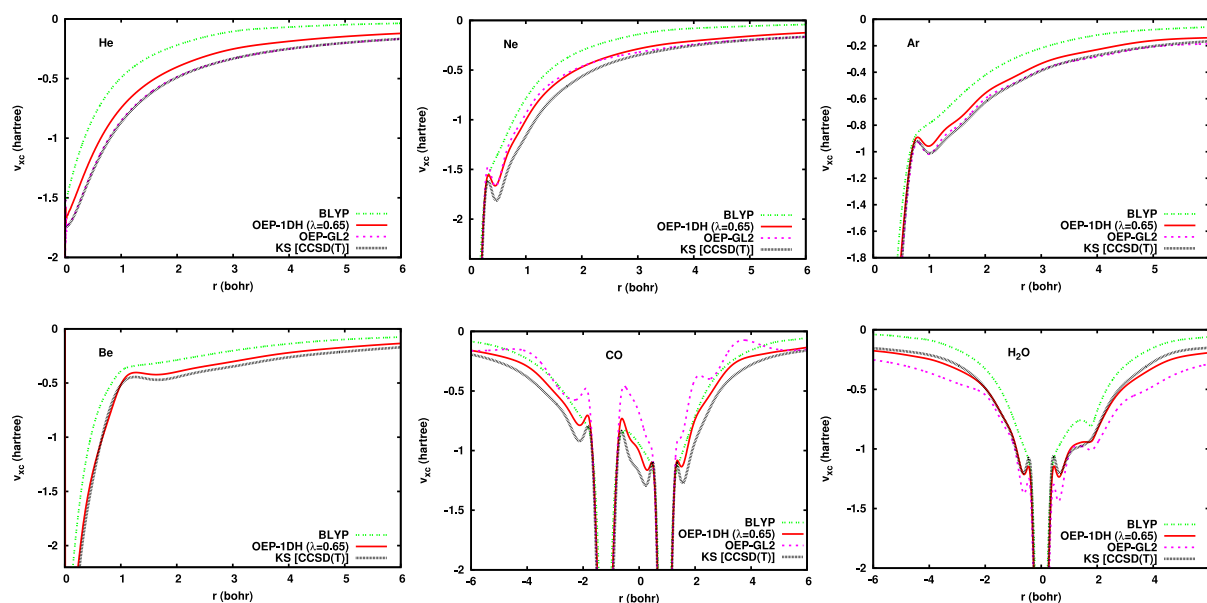 0
-0.5
-1
-1.5
-2
v_xc (hartree)
He
BLYP
OEP-1DH (λ=0.65)
OEP-GL2
KS [CCSD(T)]
0 1 2 3 4 5 6
r (bohr)
0
-0.5
-1
-1.5
-2
v_xc (hartree)
Ne
BLYP
OEP-1DH (λ=0.65)
OEP-GL2
KS [CCSD(T)]
0 1 2 3 4 5 6
r (bohr)
0
-0.2
-0.4
-0.6
-0.8
-1
-1.2
-1.4
-1.6
-1.8
v_xc (hartree)
Ar
BLYP
OEP-1DH (λ=0.65)
OEP-GL2
KS [CCSD(T)]
0 1 2 3 4 5
r (bohr)
0
-0.5
-1
-1.5
-2
v_xc (hartree)
Be
BLYP
OEP-1DH (λ=0.65)
KS [CCSD(T)]
0 1 2 3 4 5 6
r (bohr)
0
-0.5
-1
-1.5
-2
v_xc (hartree)
CO
BLYP
OEP-1DH (λ=0.65)
OEP-GL2
KS [CCSD(T)]
-6 -4 -2 0 2 4 6
r (bohr)
0
-0.5
-1
-1.5
-2
v_xc (hartree)
H₂O
BLYP
OEP-1DH (λ=0.65)
OEP-GL2
KS [CCSD(T)]
-6 -4 -2 0 2 4
r (bohr)